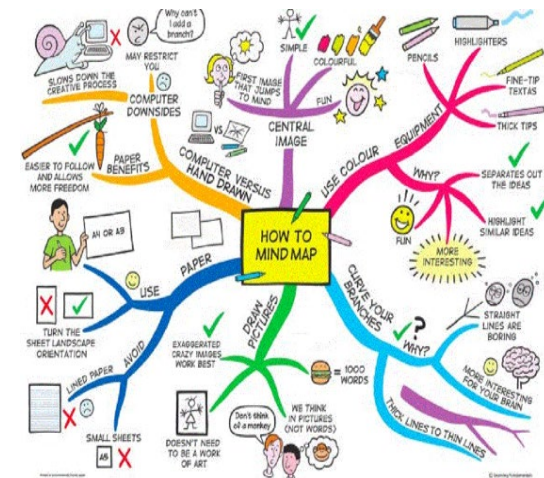 HOW TO
MIND MAP
CENTRAL
IMAGE
SIMPLE
COLOURFUL
FUN
FIRST IMAGE
THAT JUMPS
TO MIND
USE COLOUR
EQUIPMENT
PENCILS
HIGHLIGHTERS
FINE-TIP
TEXTAS
THICK TIPS
WHY?
SEPARATES OUT
THE IDEAS
HIGHLIGHT
SIMILAR IDEAS
MORE
INTERESTING
FUN
CURVE YOUR
BRANCHES
?
WHY?
STRAIGHT
LINES ARE
BORING
MORE INTERESTING
FOR YOUR BRAIN
THICK LINES TO THIN LINES
DRAW
PICTURES
= 1000
WORDS
WE THINK
IN PICTURES
(NOT WORDS)
Don't think
of a monkey
DOESN'T NEED
TO BE A WORK
OF ART
EXAGGERATED
CRAZY IMAGES
WORK BEST
PAPER
USE
A4 OR A3
TURN THE
SHEET LANDSCAPE
ORIENTATION
AVOID
LINED PAPER
SMALL SHEETS
A5
COMPUTER VERSUS
HAND DRAWN
VS
PAPER
BENEFITS
EASIER TO FOLLOW
AND ALLOWS
MORE FREEDOM
COMPUTER
DOWNSIDES
SLOWS DOWN THE
CREATIVE PROCESS
MAY RESTRICT
YOU
Why can't
I add a
branch?